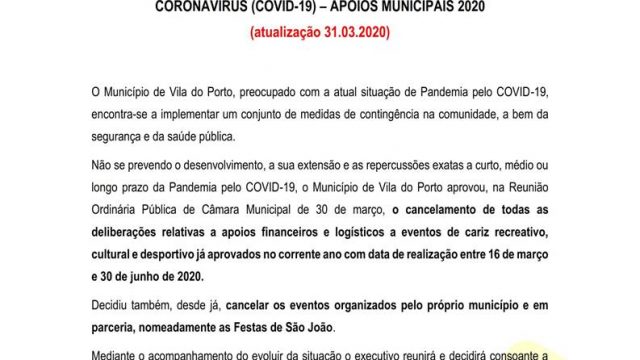 CORONAVÍRUS (COVID-19) – APOIOS MUNICIPAIS 2020
(atualização 31.03.2020)
O Município de Vila do Porto, preocupado com a atual situação de Pandemia pelo COVID-19,
encontra-se a implementar um conjunto de medidas de contingência na comunidade, a bem da
segurança e da saúde pública.
Não se prevendo o desenvolvimento, a sua extensão e as repercussões exatas a curto, médio ou
longo prazo da Pandemia pelo COVID-19, o Município de Vila do Porto aprovou, na Reunião
Ordinária Pública de Câmara Municipal de 30 de março, o cancelamento de todas as
deliberações relativas a apoios financeiros e logísticos a eventos de cariz recreativo,
cultural e desportivo já aprovados no corrente ano com data de realização entre 16 de março
e 30 de junho de 2020.
Decidiu também, desde já, cancelar os eventos organizados pelo próprio município e em
parceria, nomeadamente as Festas de São João.
Mediante o acompanhamento do evoluir da situação o executivo reunirá e decidirá consoante a